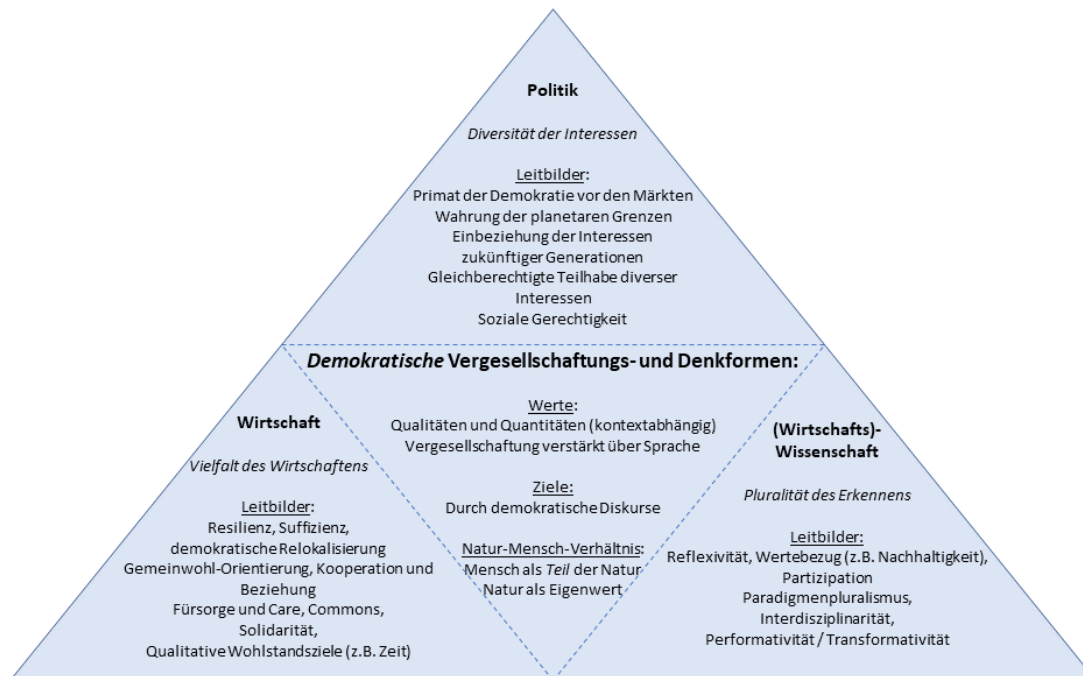 Politik
Diversität der Interessen
Leitbilder:
Primat der Demokratie vor den Märkten
Wahrung der planetaren Grenzen
Einbeziehung der Interessen
zukünftiger Generationen
Gleichberechtigte Teilhabe diverser
Interessen
Soziale Gerechtigkeit
Demokratische Vergesellschaftungs- und Denkformen:
Werte:
Qualitäten und Quantitäten (kontextabhängig)
Vergesellschaftung verstärkt über Sprache
Ziele:
Durch demokratische Diskurse
Natur-Mensch-Verhältnis:
Mensch als Teil der Natur
Natur als Eigenwert
Wirtschaft
Vielfalt des Wirtschaftens
Leitbilder:
Resilienz, Suffizienz,
demokratische Relokalisierung
Gemeinwohl-Orientierung, Kooperation und
Beziehung
Fürsorge und Care, Commons,
Solidarität,
Qualitative Wohlstandsziele (z.B. Zeit)
(Wirtschafts)-
Wissenschaft
Pluralität des Erkennens
Leitbilder:
Reflexivität, Wertebezug (z.B. Nachhaltigkeit),
Partizipation
Paradigmenpluralismus,
Interdisziplinarität,
Performativität / Transformativität